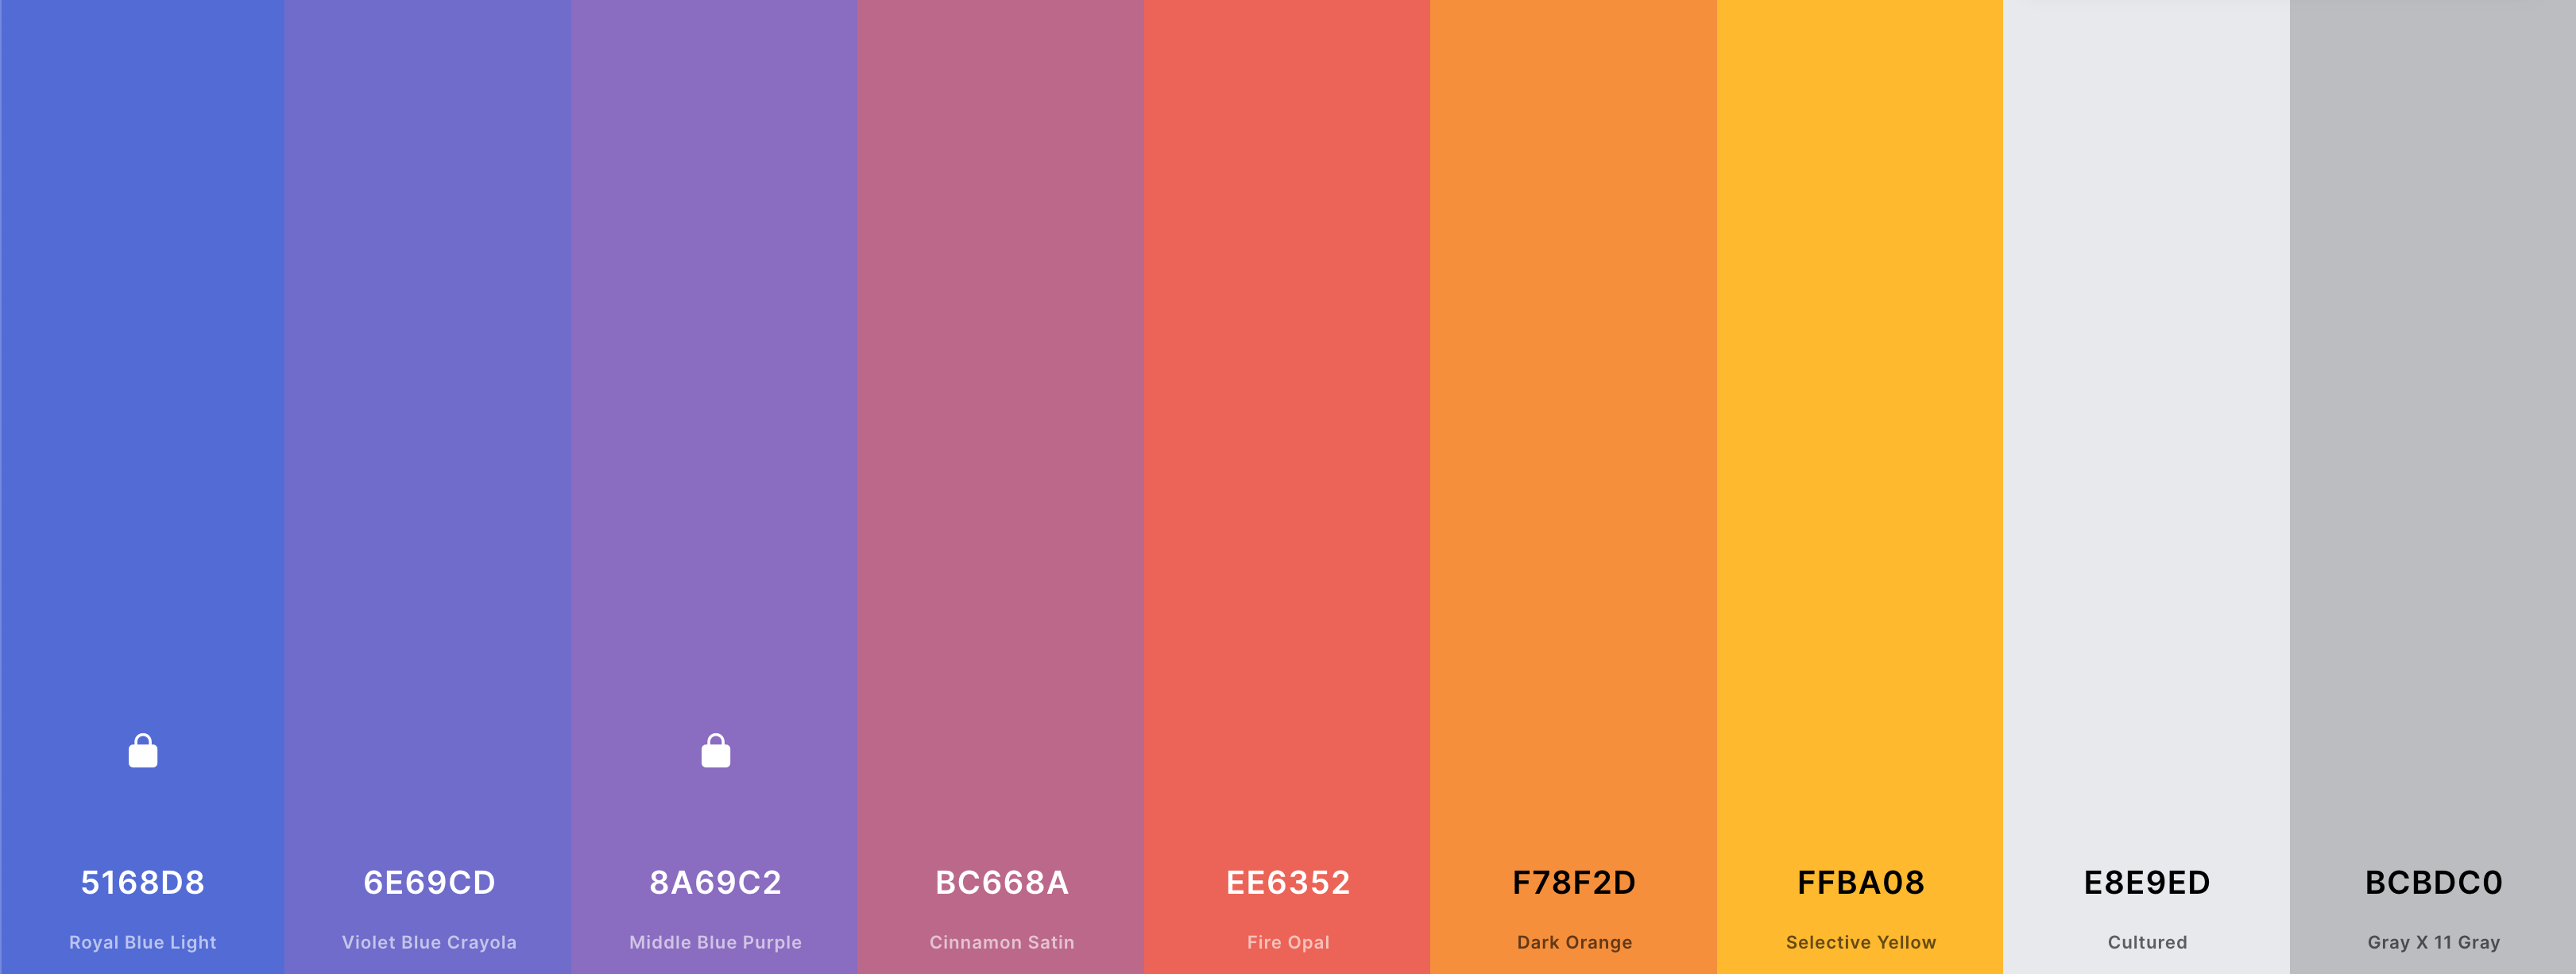 5168D8
Royal Blue Light
6E69CD
Violet Blue Crayola
8A69C2
Middle Blue Purple
BC668A
Cinnamon Satin
EE6352
Fire Opal
F78F2D
Dark Orange
FFBA08
Selective Yellow
E8E9ED
Cultured
BCBDC0
Gray X 11 Gray